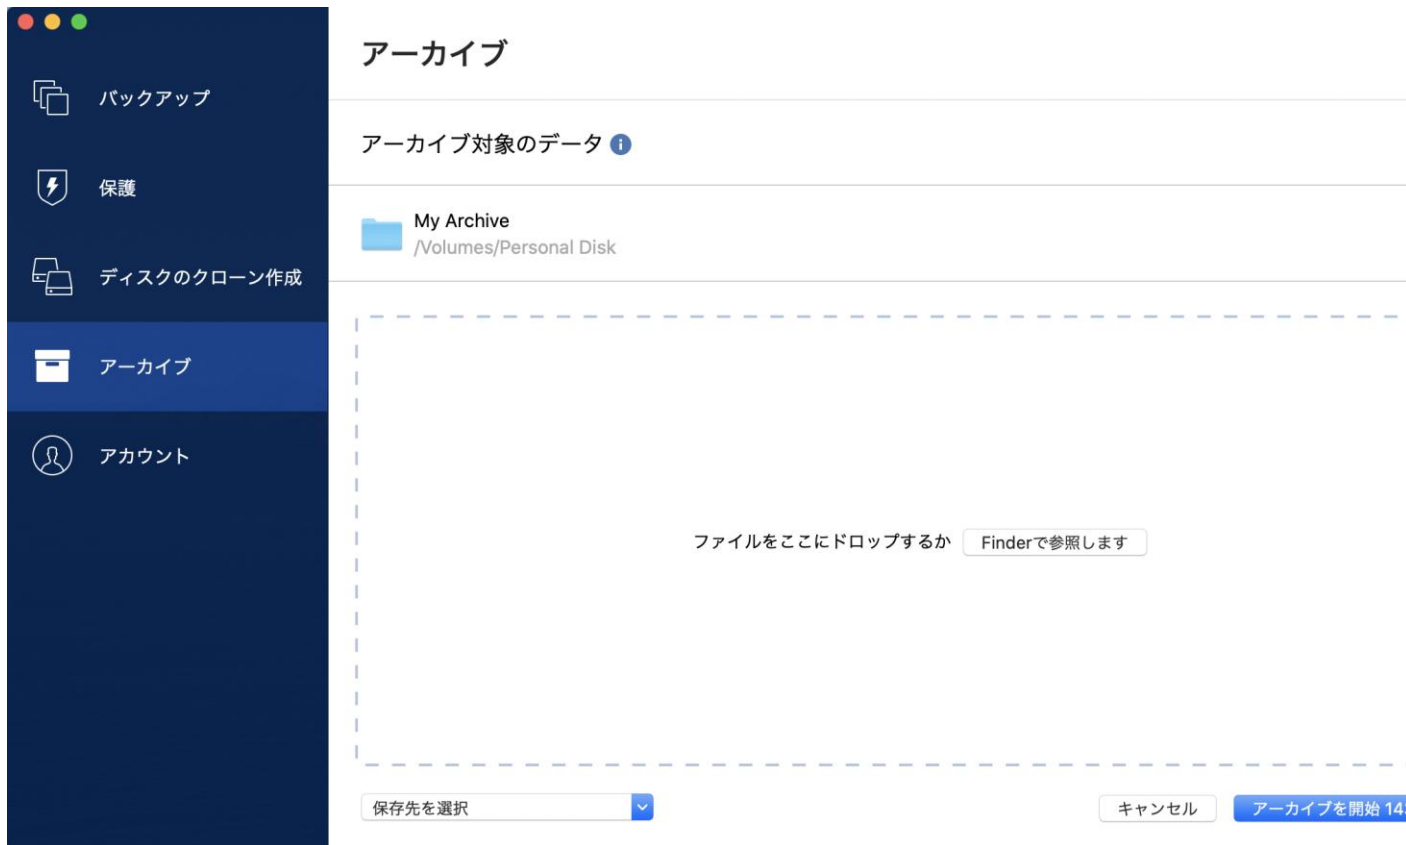 アーカイブ
バックアップ
アーカイブ対象のデータ
保護
My Archive
/Volumes/Personal Disk
ディスクのクローン作成
アーカイブ
アカウント
ファイルをここにドロップするか Finderで参照します
保存先を選択
キャンセル
アーカイブを開始